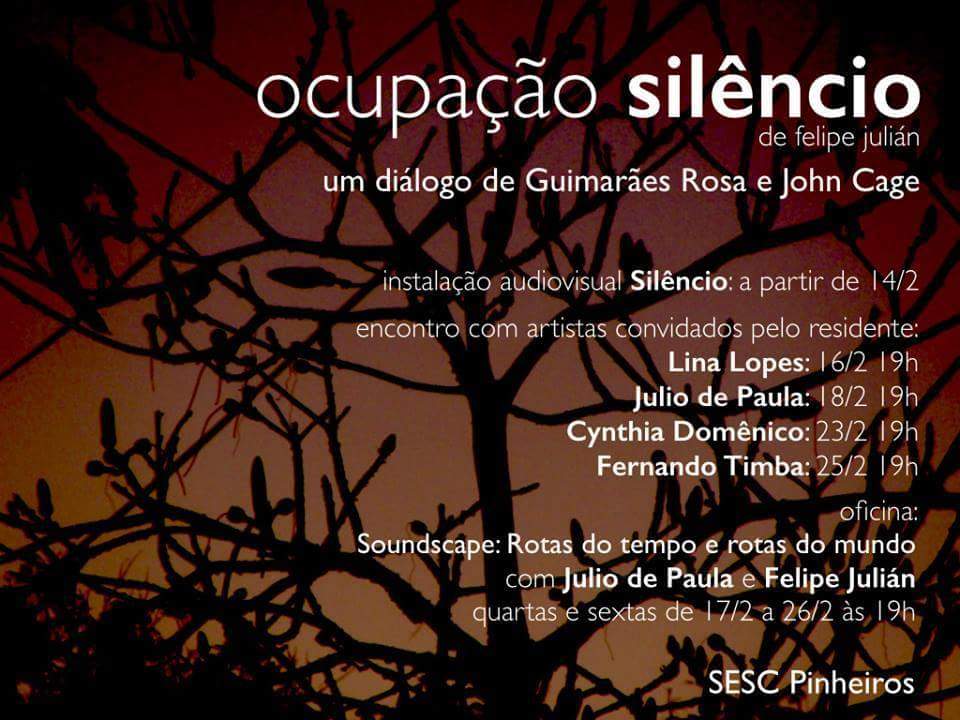 ocupação silêncio
de felipe julián
um diálogo de Guimarães Rosa e John Cage
instalação audiovisual Silêncio: a partir de 14/2
encontro com artistas convidados pelo residente:
Lina Lopes: 16/2 19h
Julio de Paula: 18/2 19h
Cynthia Domênico: 23/2 19h
Fernando Timba: 25/2 19h
oficina:
Soundscape: Rotas do tempo e rotas do mundo
com Julio de Paula e Felipe Julián
quartas e sextas de 17/2 a 26/2 às 19h
SESC Pinheiros